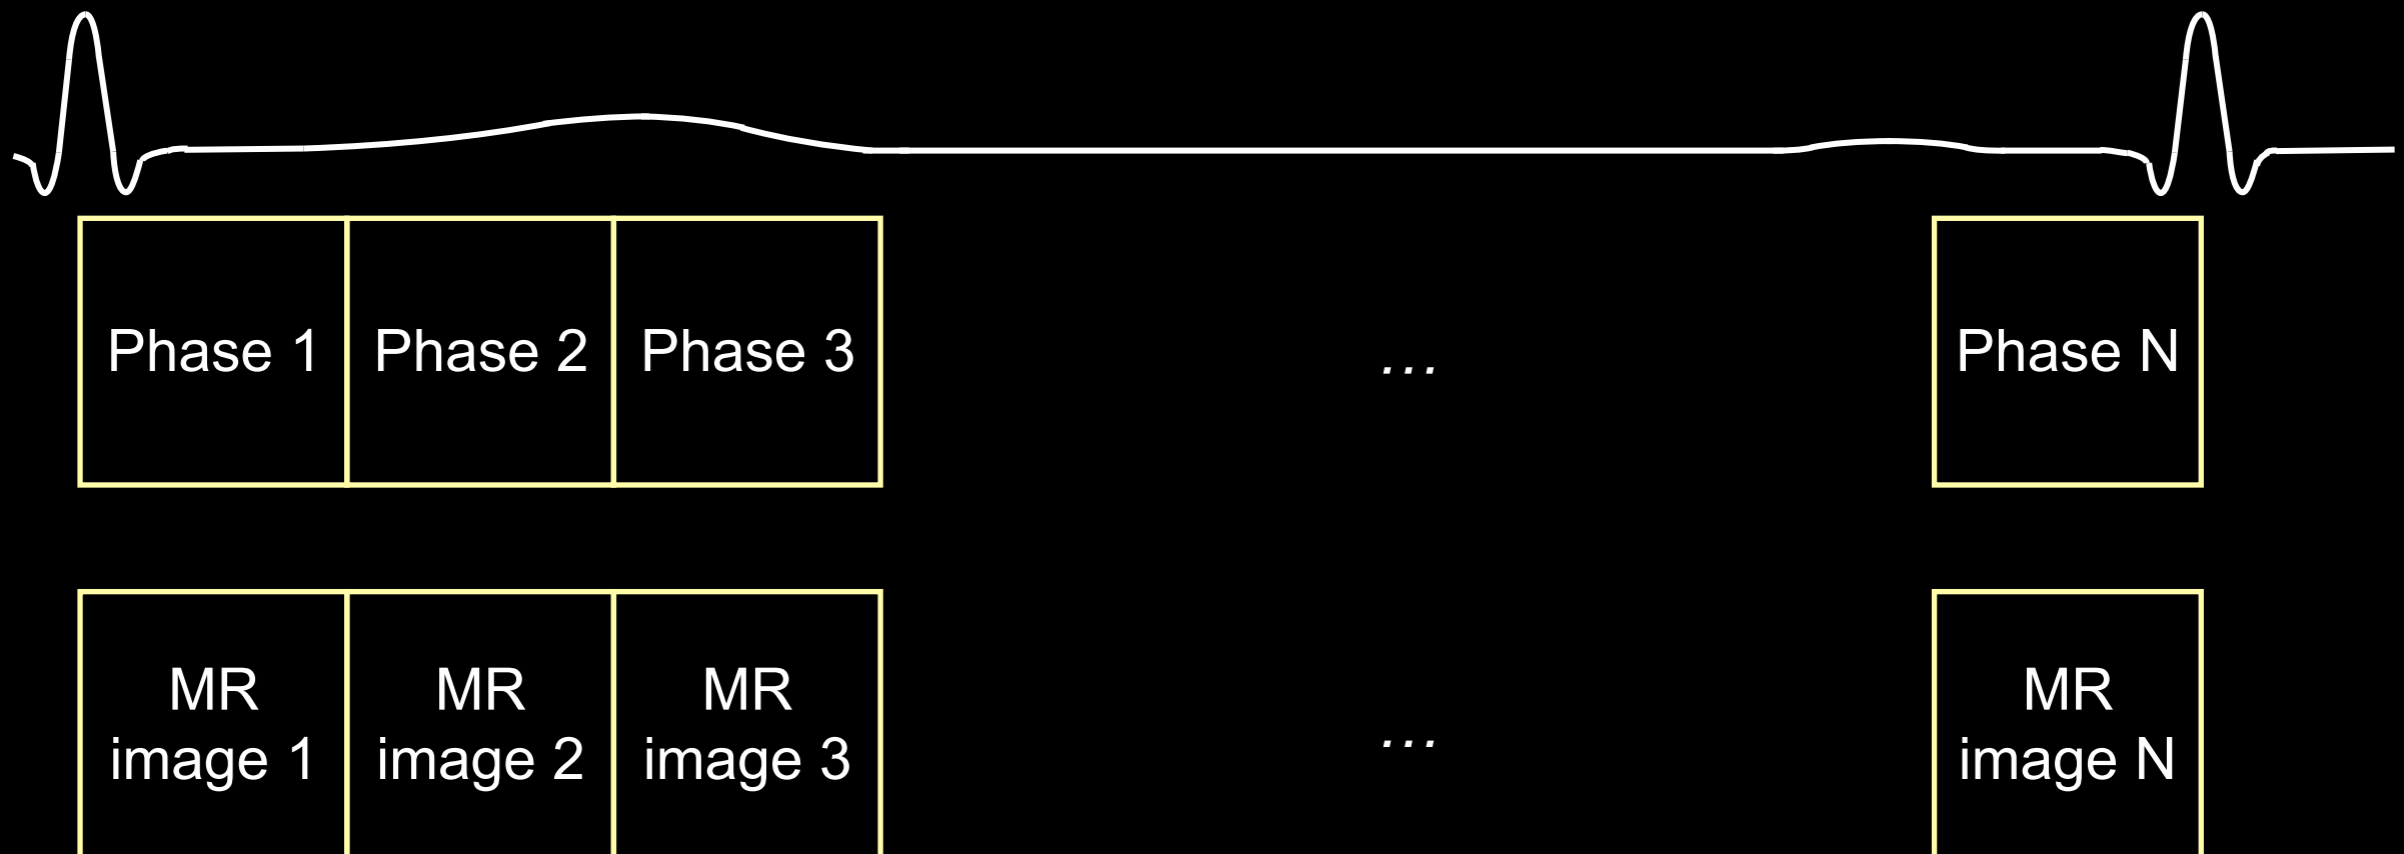 Phase 1 Phase 2 Phase 3 … Phase N
MR MR MR MR
image 1 image 2 image 3 … image N